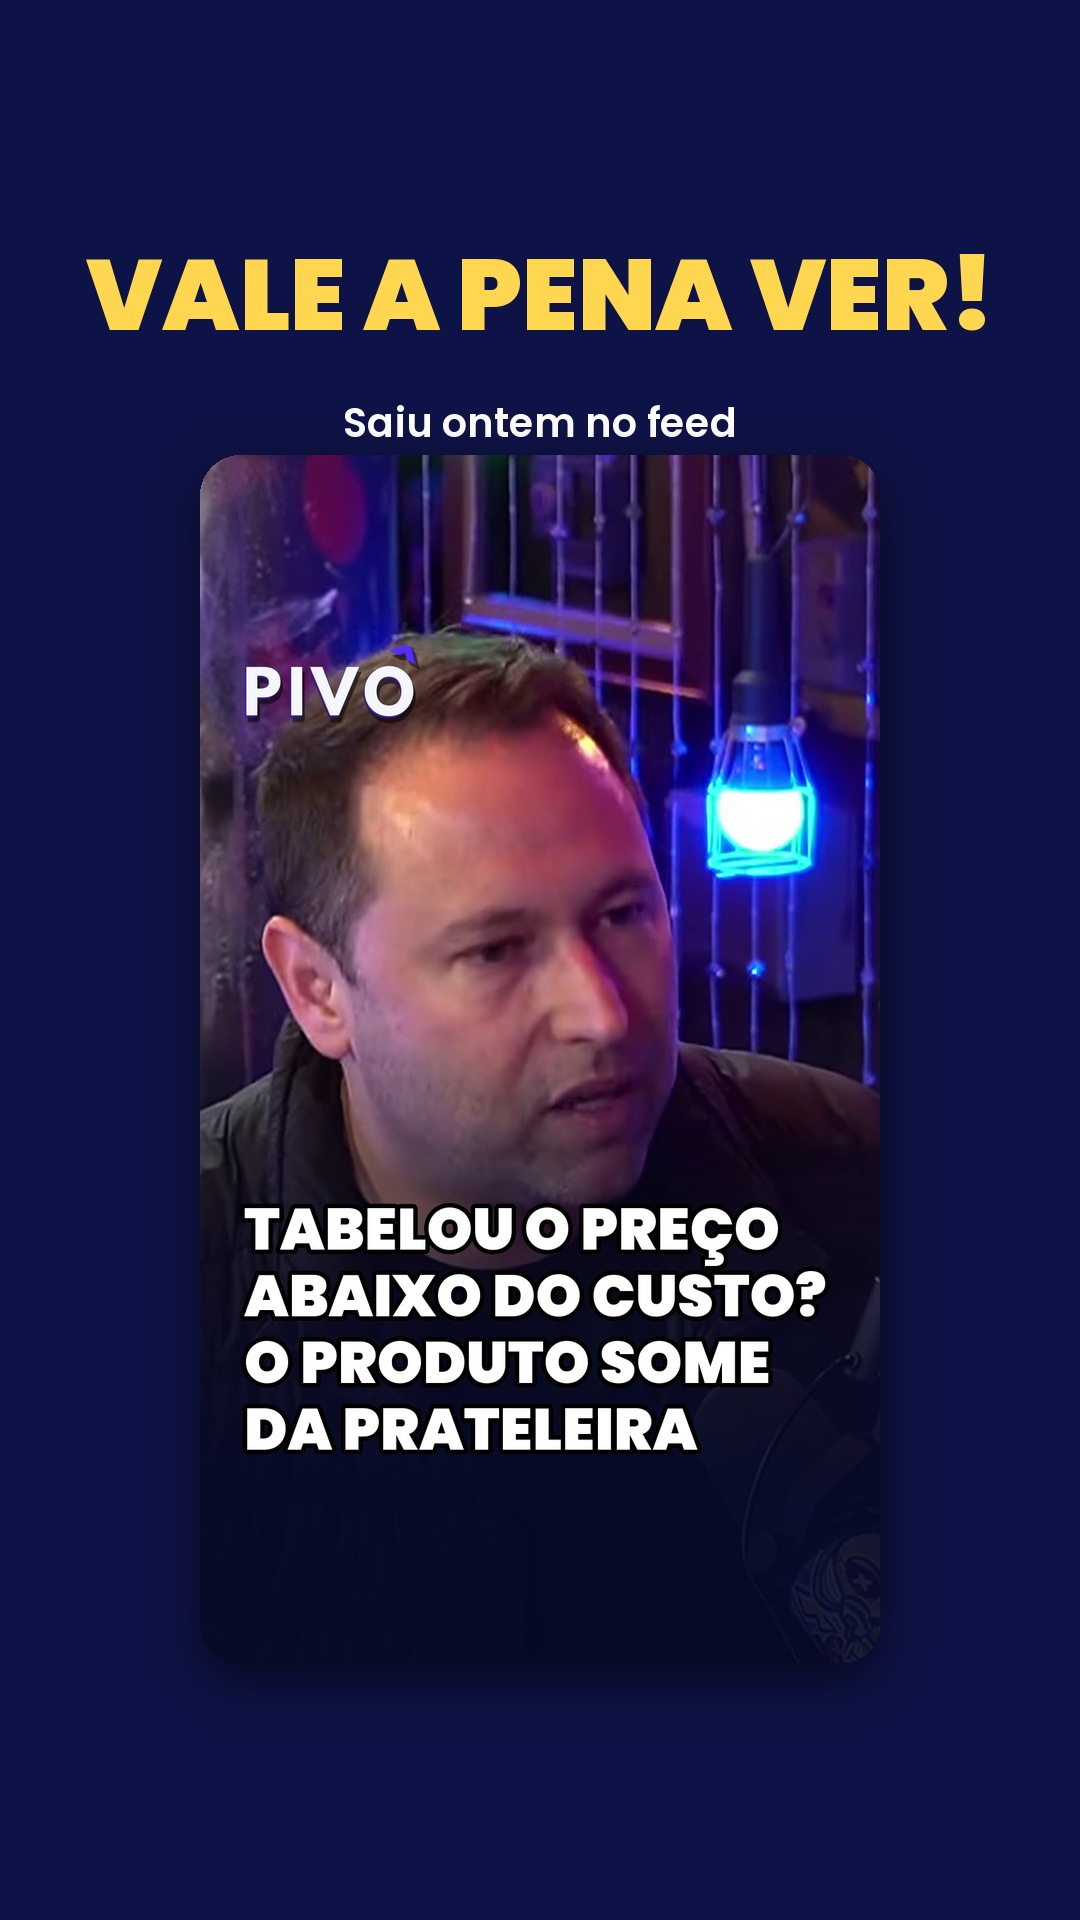 VALE A PENA VER!
Saiu ontem no feed
PIVÔ
TABELOU O PREÇO
ABAIXO DO CUSTO?
O PRODUTO SOME
DA PRATELEIRA